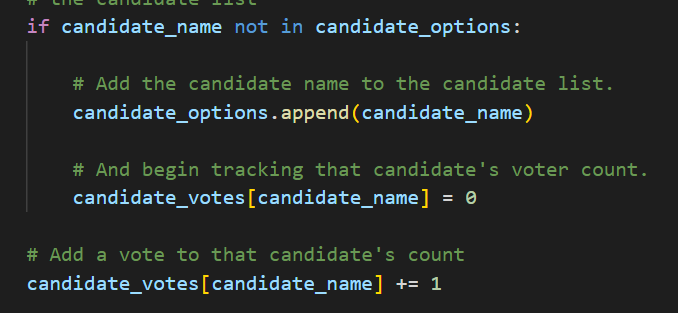 # the candidate list
if candidate_name not in candidate_options:
# Add the candidate name to the candidate list.
candidate_options.append(candidate_name)
# And begin tracking that candidate's voter count.
candidate_votes[candidate_name] = 0
# Add a vote to that candidate's count
candidate_votes[candidate_name] += 1